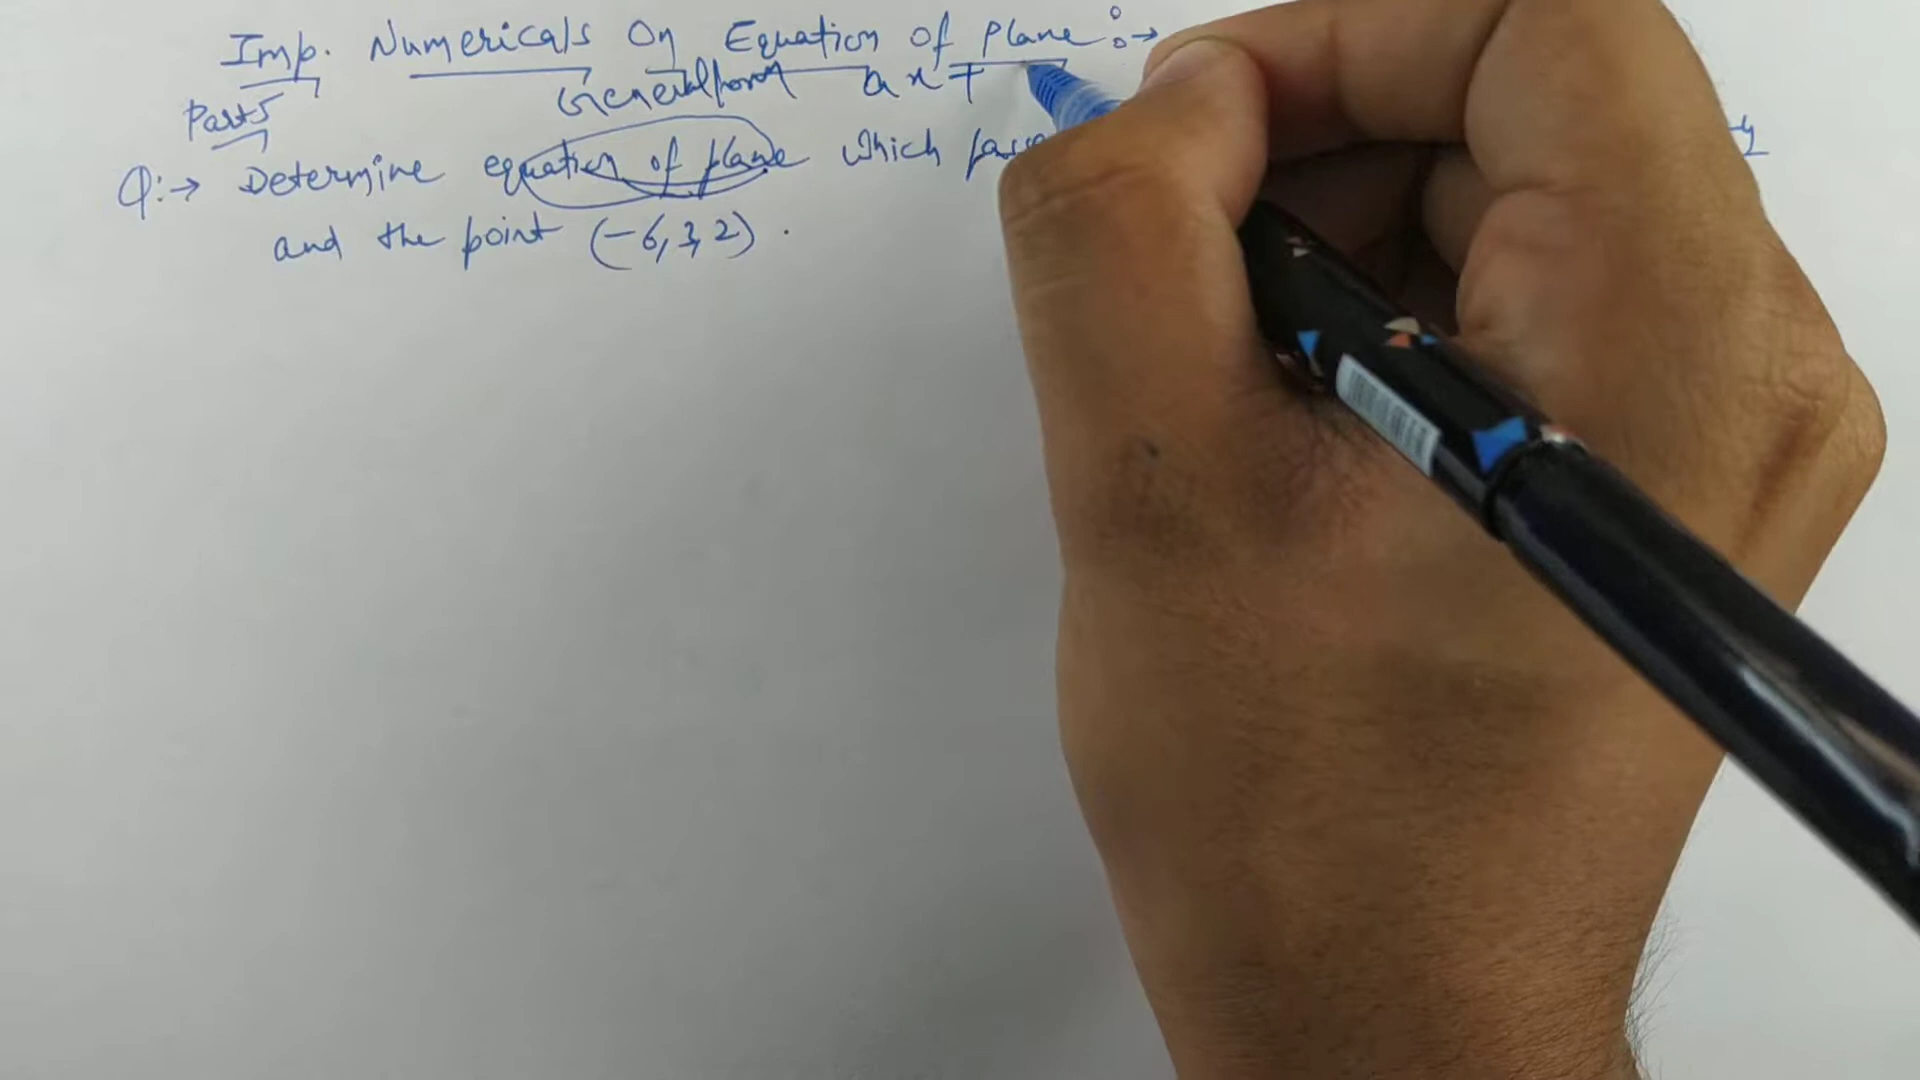 Imp. Numericals On Equation Of plane :→
General form ax +
Part 5
Q:→ Determine equation of plane which
and the point (-6, 3, 2).